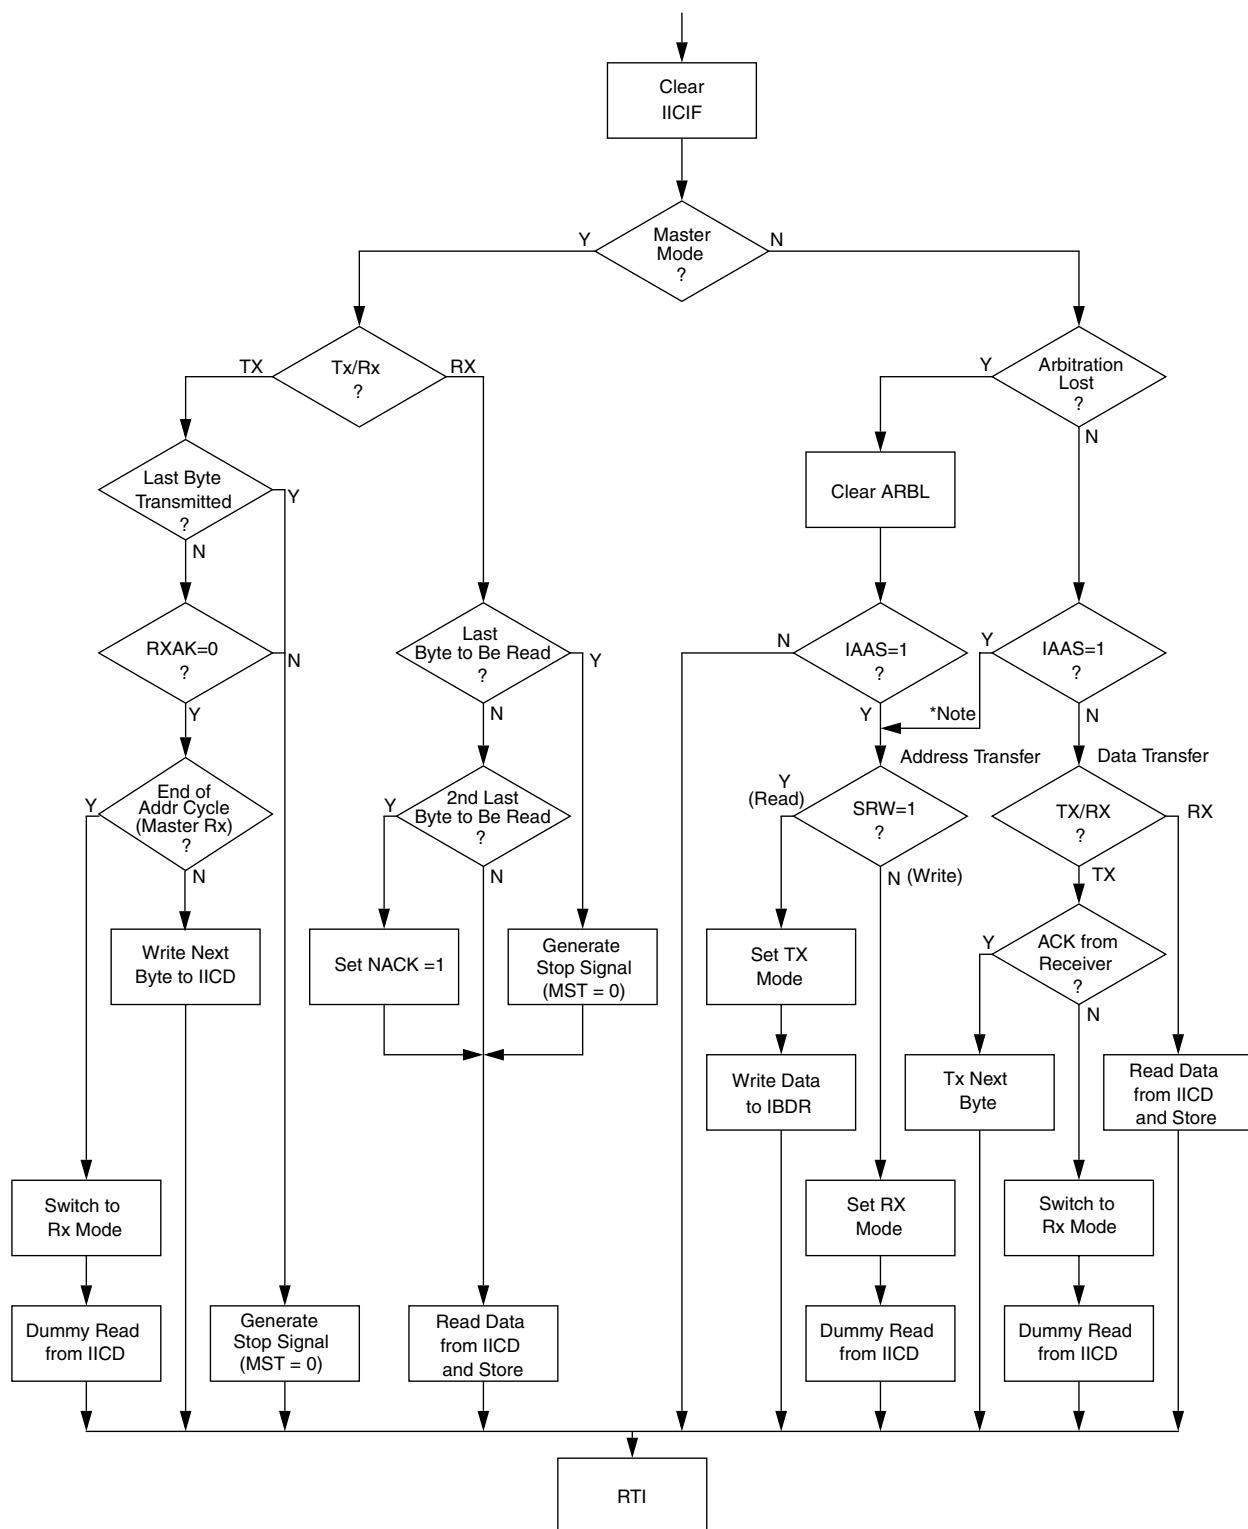 Clear
IICIF
Master
Mode
?
Y
N
Tx/Rx
?
TX
RX
Arbitration
Lost
?
Y
N
Last Byte
Transmitted
?
Y
N
Clear ARBL
RXAK=0
?
N
Y
Last
Byte to Be Read
?
Y
N
IAAS=1
?
N
Y
IAAS=1
?
Y
N
*Note
Address Transfer
Data Transfer
End of
Addr Cycle
(Master Rx)
?
Y
N
2nd Last
Byte to Be Read
?
Y
N
Y
(Read)
SRW=1
?
N (Write)
TX/RX
?
RX
TX
Write Next
Byte to IICD
Set NACK =1
Generate
Stop Signal
(MST = 0)
Set TX
Mode
ACK from
Receiver
?
Y
N
Write Data
to IBDR
Tx Next
Byte
Read Data
from IICD
and Store
Switch to
Rx Mode
Set RX
Mode
Switch to
Rx Mode
Dummy Read
from IICD
Generate
Stop Signal
(MST = 0)
Read Data
from IICD
and Store
Dummy Read
from IICD
Dummy Read
from IICD
RTI